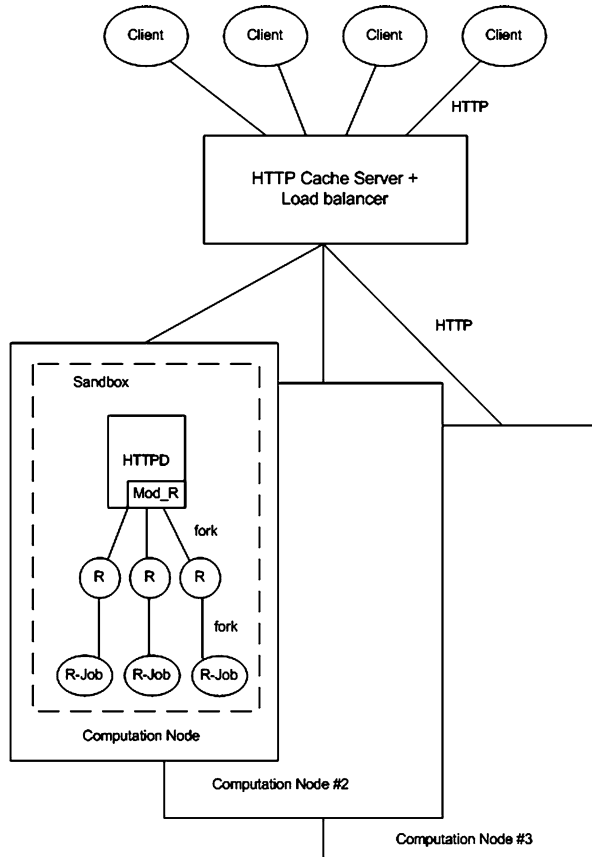 Client
Client
Client
Client
HTTP
HTTP Cache Server +
Load balancer
HTTP
Sandbox
HTTPD
Mod_R
fork
R
R
R
fork
R-Job
R-Job
R-Job
Computation Node
Computation Node #2
Computation Node #3